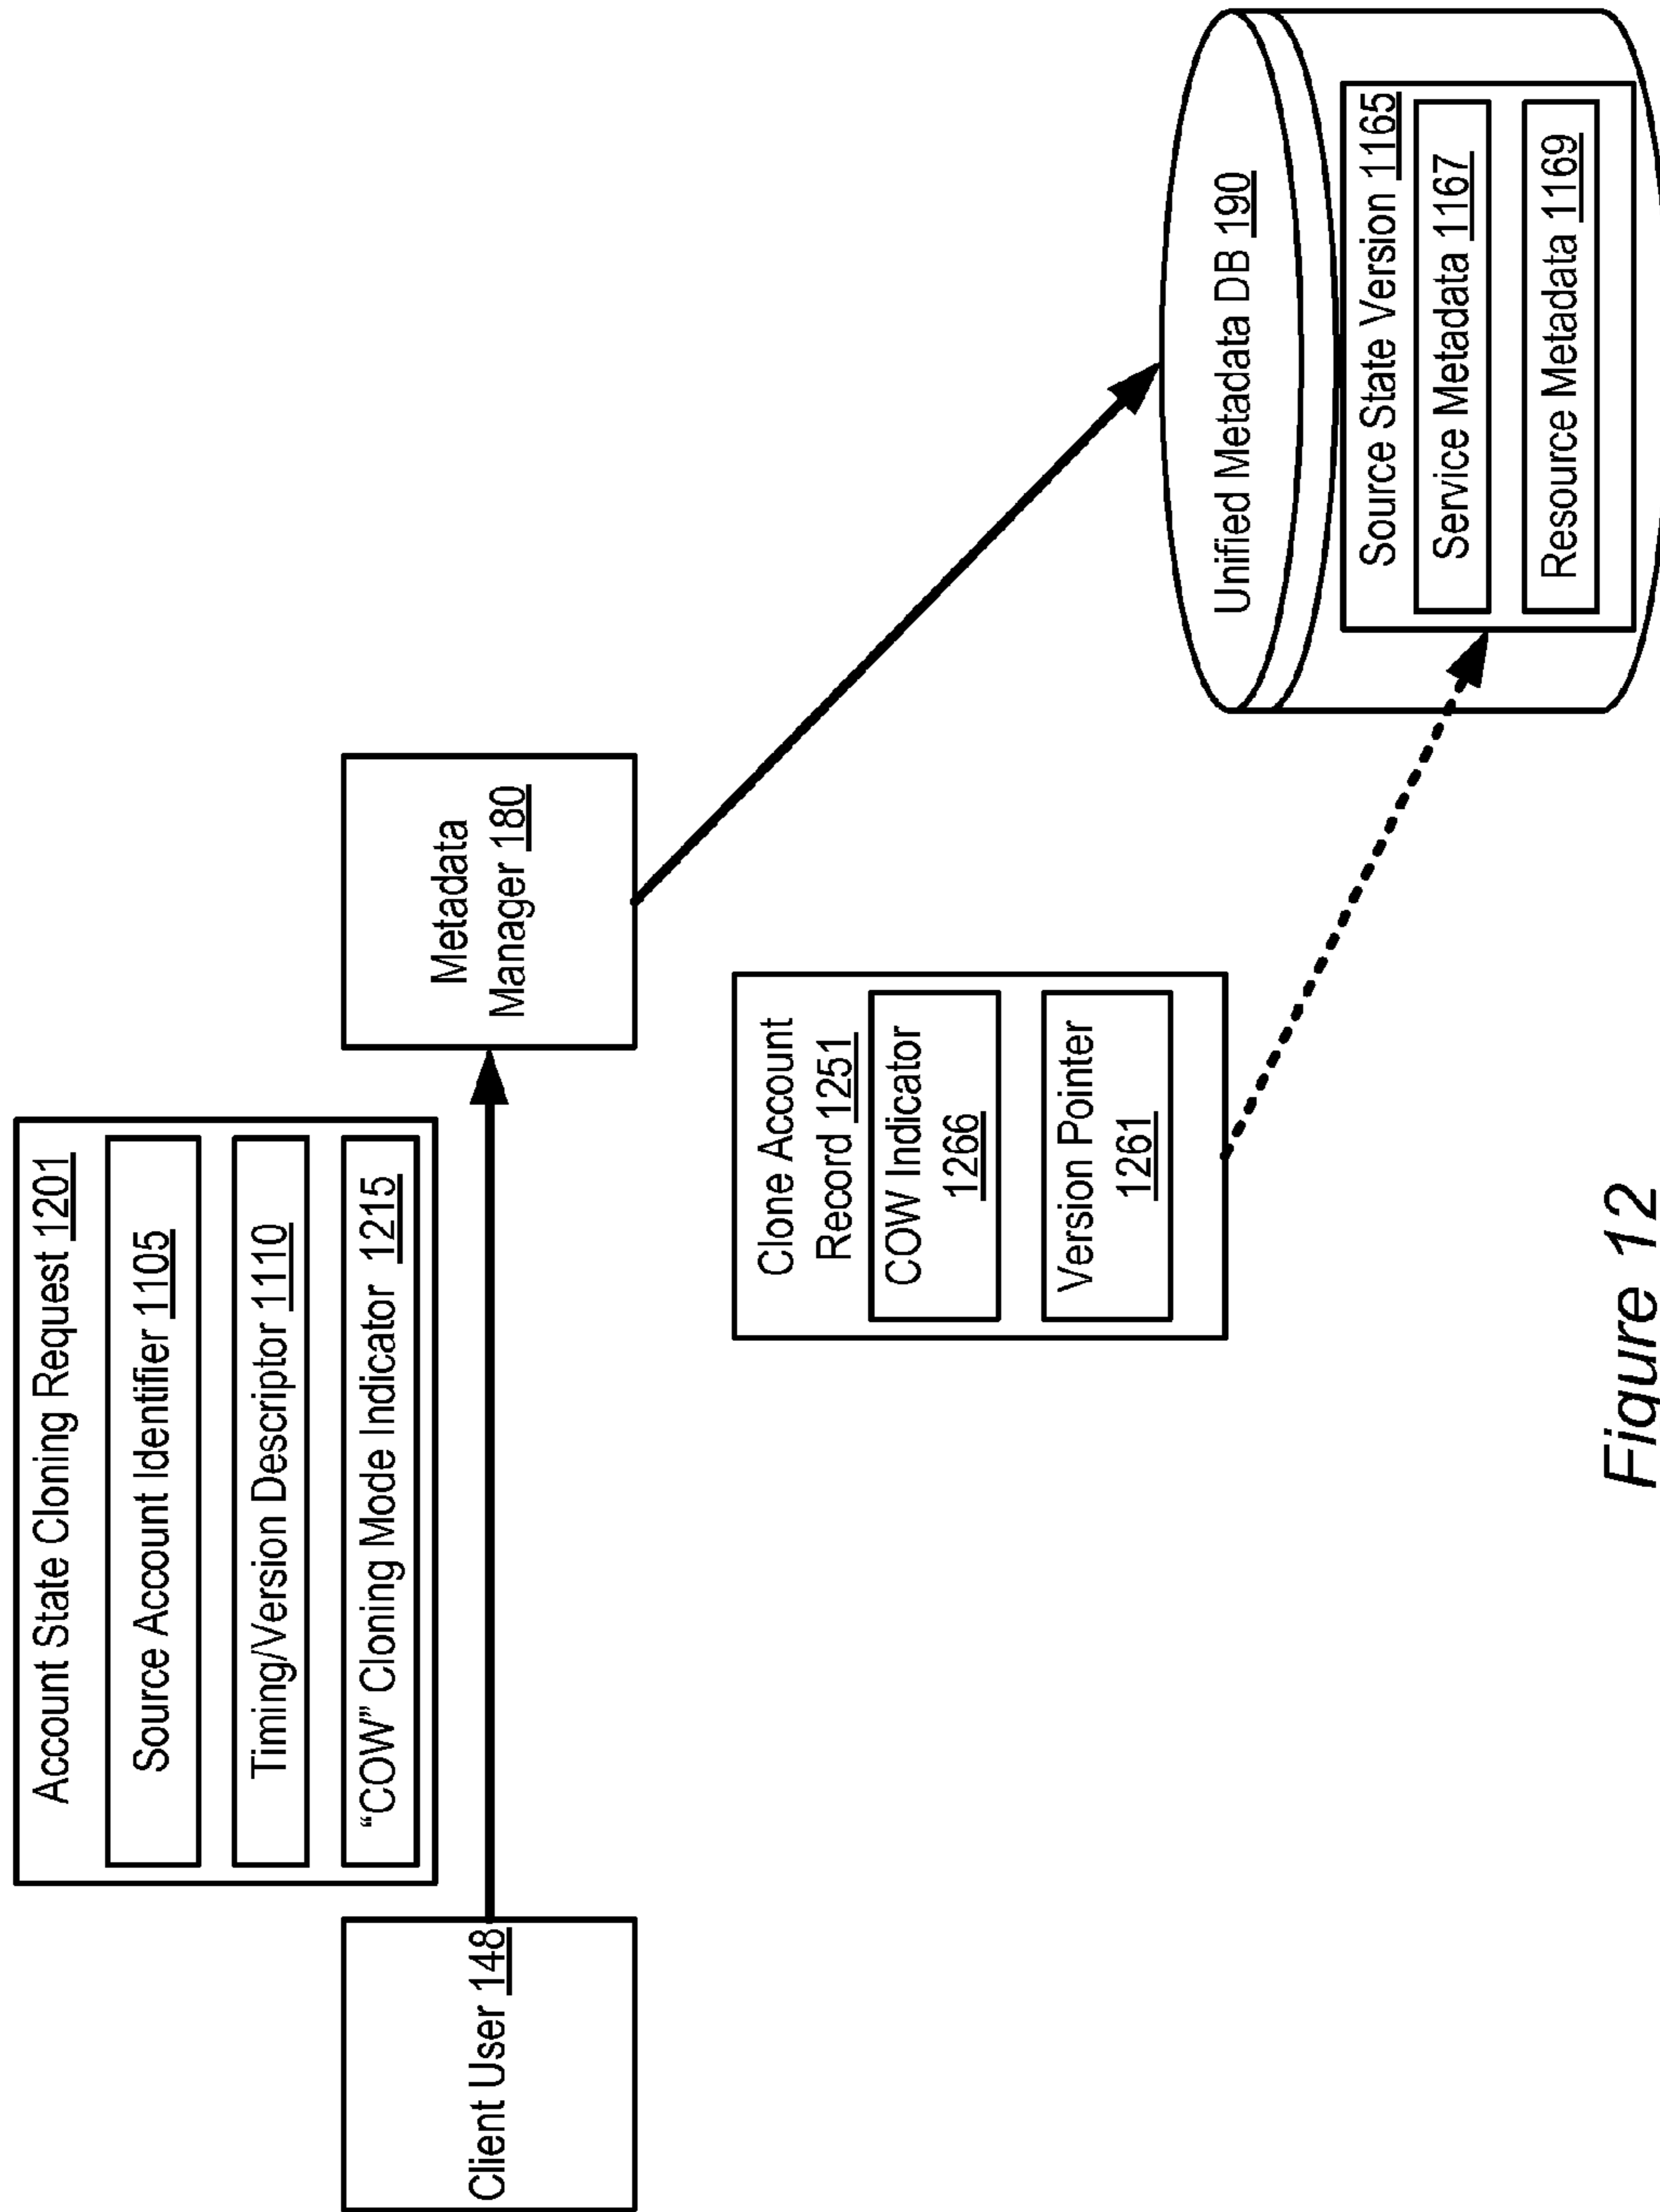 Account State Cloning Request 1201
Source Account Identifier 1105
Timing/Version Descriptor 1110
“COW” Cloning Mode Indicator 1215
Client User 148
Metadata
Manager 180
Clone Account
Record 1251
COW Indicator
1266
Version Pointer
1261
Unified Metadata DB 190
Source State Version 1165
Service Metadata 1167
Resource Metadata 1169
Figure 12